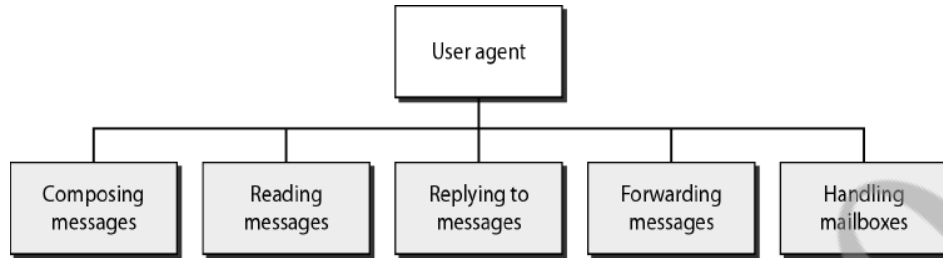 User agent
Composing
messages
Reading
messages
Replying to
messages
Forwarding
messages
Handling
mailboxes